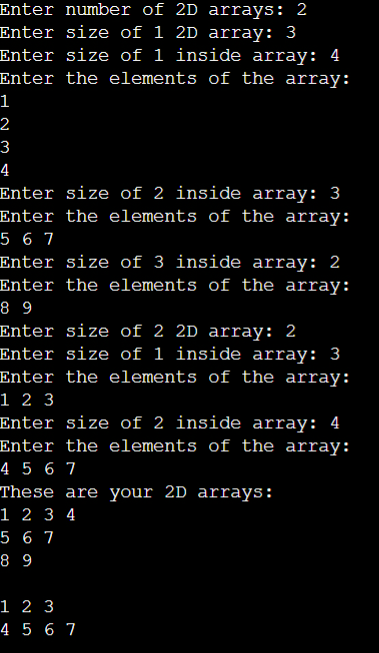 Enter number of 2D arrays: 2
Enter size of 1 2D array: 3
Enter size of 1 inside array: 4
Enter the elements of the array:
1
2
3
4
Enter size of 2 inside array: 3
Enter the elements of the array:
5 6 7
Enter size of 3 inside array: 2
Enter the elements of the array:
8 9
Enter size of 2 2D array: 2
Enter size of 1 inside array: 3
Enter the elements of the array:
1 2 3
Enter size of 2 inside array: 4
Enter the elements of the array:
4 5 6 7
These are your 2D arrays:
1 2 3 4
5 6 7
8 9

1 2 3
4 5 6 7